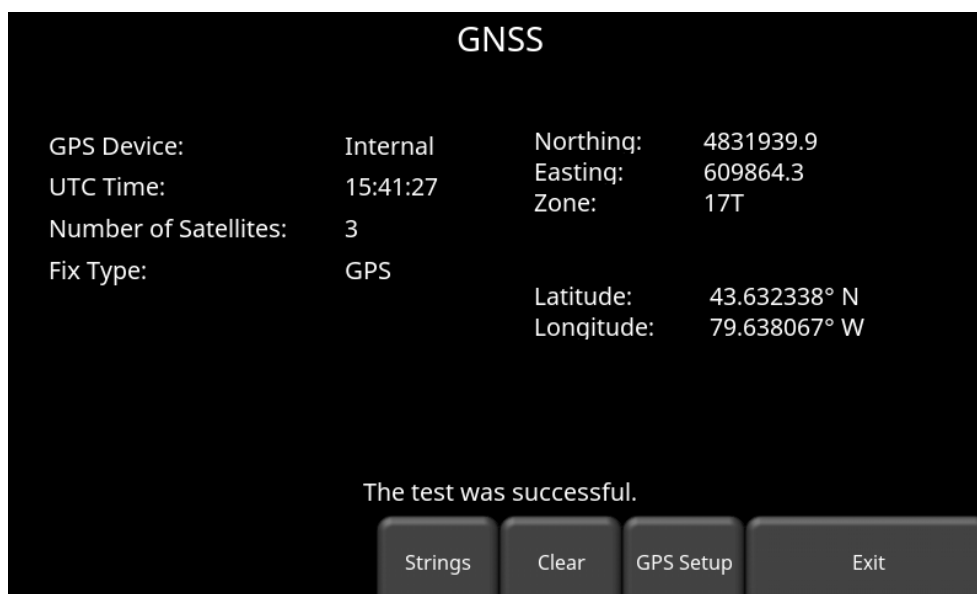 GNSS
GPS Device: Internal
UTC Time: 15:41:27
Number of Satellites: 3
Fix Type: GPS
Northing: 4831939.9
Easting: 609864.3
Zone: 17T
Latitude: 43.632338° N
Longitude: 79.638067° W
The test was successful.
Strings Clear GPS Setup Exit